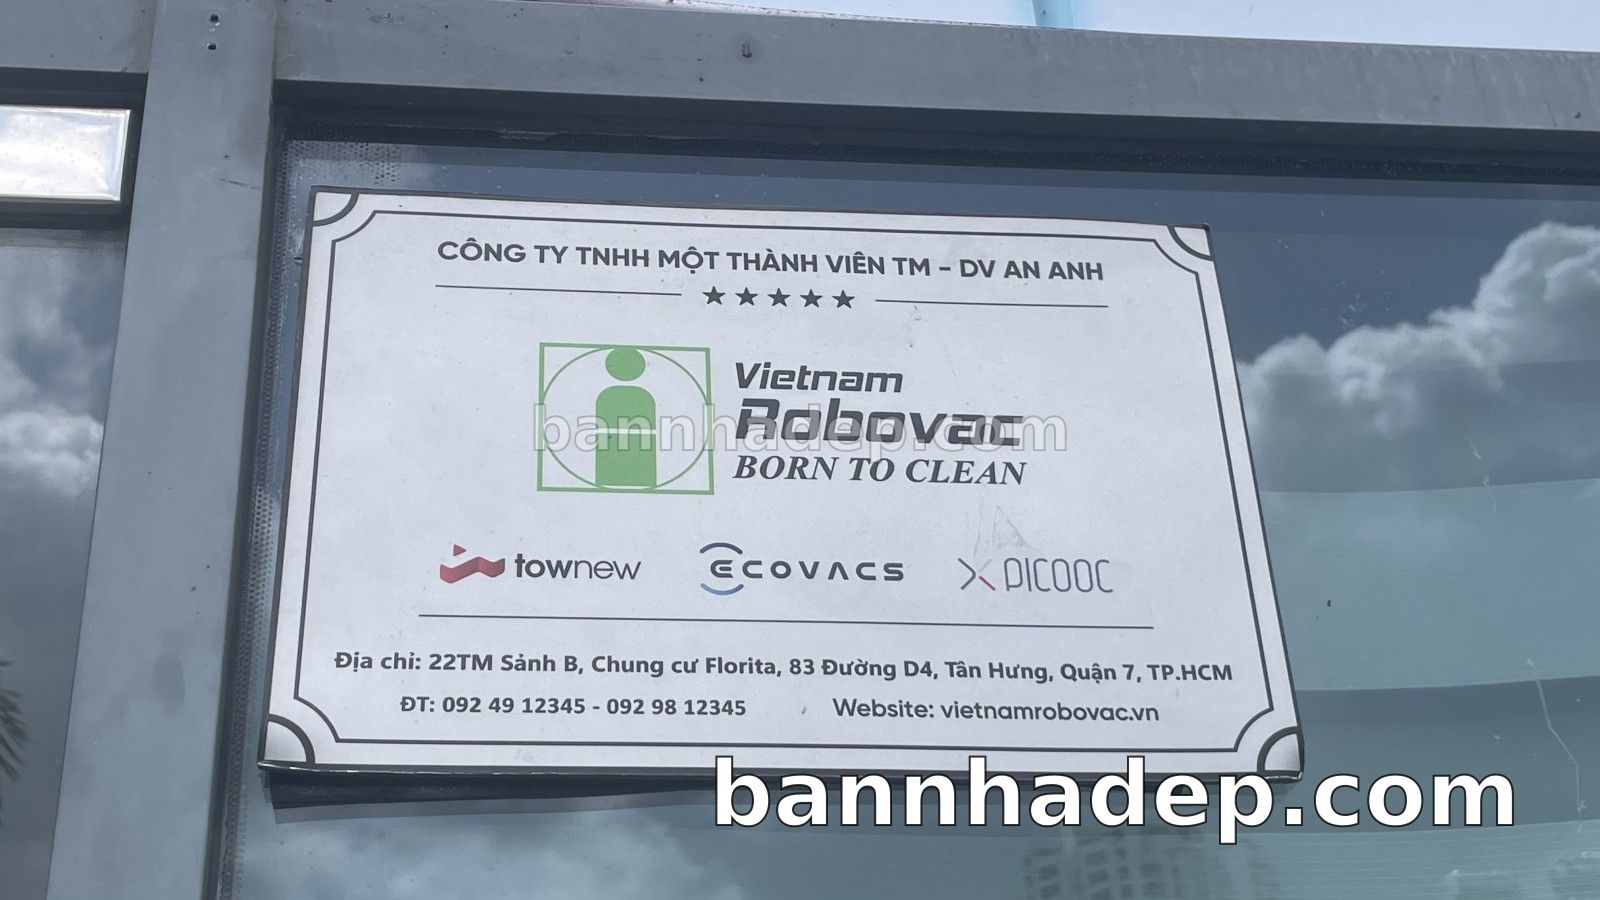 CÔNG TY TNHH MỘT THÀNH VIÊN TM - DV AN ANH
Vietnam
Robovac
BORN TO CLEAN
bannhadep.com
townew
ECOVACS
PICOOC
Địa chỉ: 22TM Sảnh B, Chung cư Florita, 83 Đường D4, Tân Hưng, Quận 7, TP.HCM
ĐT: 092 49 12345 - 092 98 12345
Website: vietnamrobovac.vn
bannhadep.com